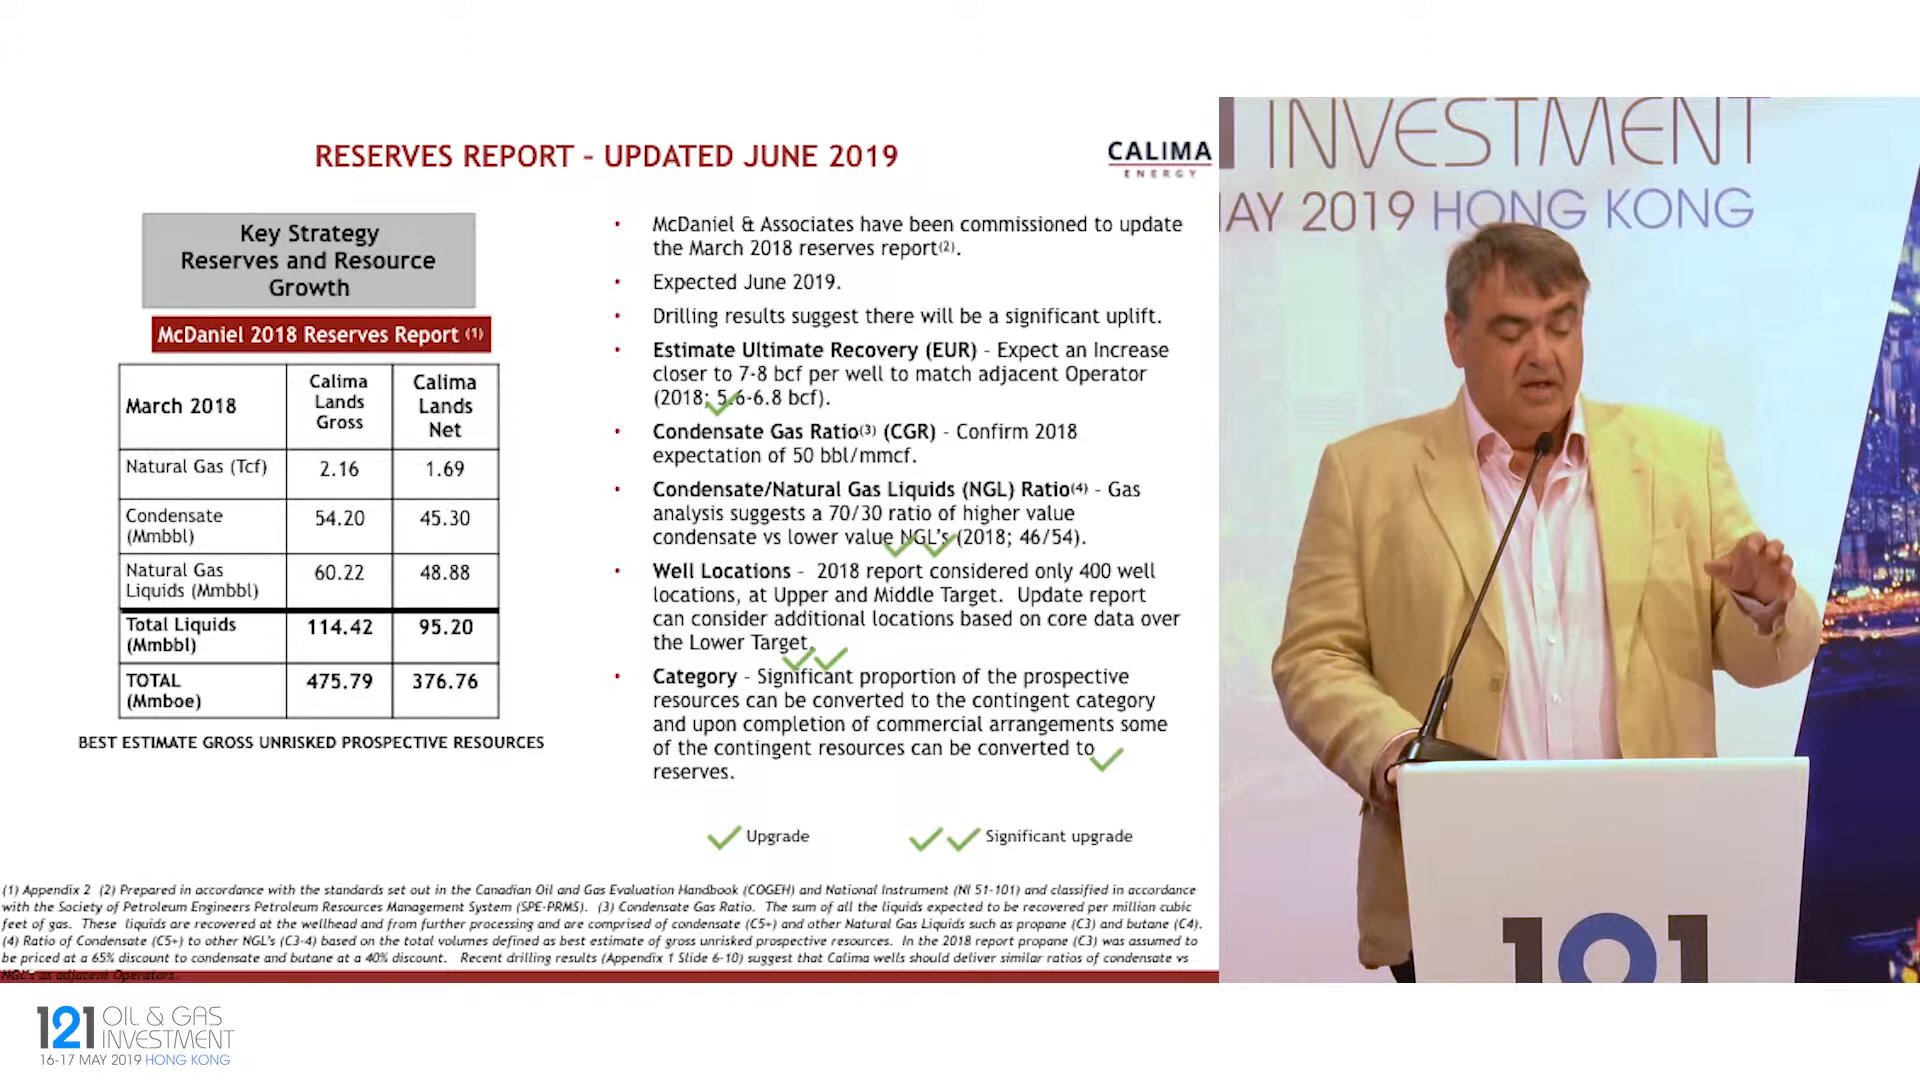 RESERVES REPORT – UPDATED JUNE 2019
CALIMA
ENERGY
Key Strategy
Reserves and Resource
Growth
McDaniel 2018 Reserves Report (1)
March 2018
Calima
Lands
Gross
Calima
Lands
Net
Natural Gas (Tcf)
2.16
1.69
Condensate
(Mmbbl)
54.20
45.30
Natural Gas
Liquids (Mmbbl)
60.22
48.88
Total Liquids
(Mmbbl)
114.42
95.20
TOTAL
(Mmboe)
475.79
376.76
BEST ESTIMATE GROSS UNRISKED PROSPECTIVE RESOURCES
• McDaniel & Associates have been commissioned to update
the March 2018 reserves report(2).
• Expected June 2019.
• Drilling results suggest there will be a significant uplift.
• Estimate Ultimate Recovery (EUR) - Expect an Increase
closer to 7-8 bcf per well to match adjacent Operator
(2018; 5.6-6.8 bcf).
• Condensate Gas Ratio(3) (CGR) - Confirm 2018
expectation of 50 bbl/mmcf.
• Condensate/Natural Gas Liquids (NGL) Ratio(4) - Gas
analysis suggests a 70/30 ratio of higher value
condensate vs lower value NGL's (2018; 46/54).
• Well Locations - 2018 report considered only 400 well
locations, at Upper and Middle Target. Update report
can consider additional locations based on core data over
the Lower Target.
• Category - Significant proportion of the prospective
resources can be converted to the contingent category
and upon completion of commercial arrangements some
of the contingent resources can be converted to
reserves.
Upgrade
Significant upgrade
(1) Appendix 2 (2) Prepared in accordance with the standards set out in the Canadian Oil and Gas Evaluation Handbook (COGEH) and National Instrument (NI 51-101) and classified in accordance
with the Society of Petroleum Engineers Petroleum Resources Management System (SPE-PRMS). (3) Condensate Gas Ratio. The sum of all the liquids expected to be recovered per million cubic
feet of gas. These liquids are recovered at the wellhead and from further processing and are comprised of condensate (C5+) and other Natural Gas Liquids such as propane (C3) and butane (C4).
(4) Ratio of Condensate (C5+) to other NGL's (C3-4) based on the total volumes defined as best estimate of gross unrisked prospective resources. In the 2018 report propane (C3) was assumed to
be priced at a 65% discount to condensate and butane at a 40% discount. Recent drilling results (Appendix 1 Slide 6-10) suggest that Calima wells should deliver similar ratios of condensate vs
NGL's as adjacent Operators.
INVESTMENT
MAY 2019 HONG KONG
121
121 OIL & GAS
INVESTMENT
16-17 MAY 2019 HONG KONG